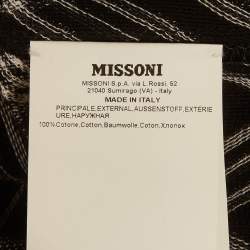 MISSONI
MISSONI S.p.A. via L.Rossi, 52
21040 Sumirago (VA) - Italy
MADE IN ITALY
PRINCIPALE,EXTERNAL,AUSSENSTOFF,EXTERIE
URE,НАРУЖНАЯ
100%Cotone,Cotton,Baumwolle,Coton,Хлопок